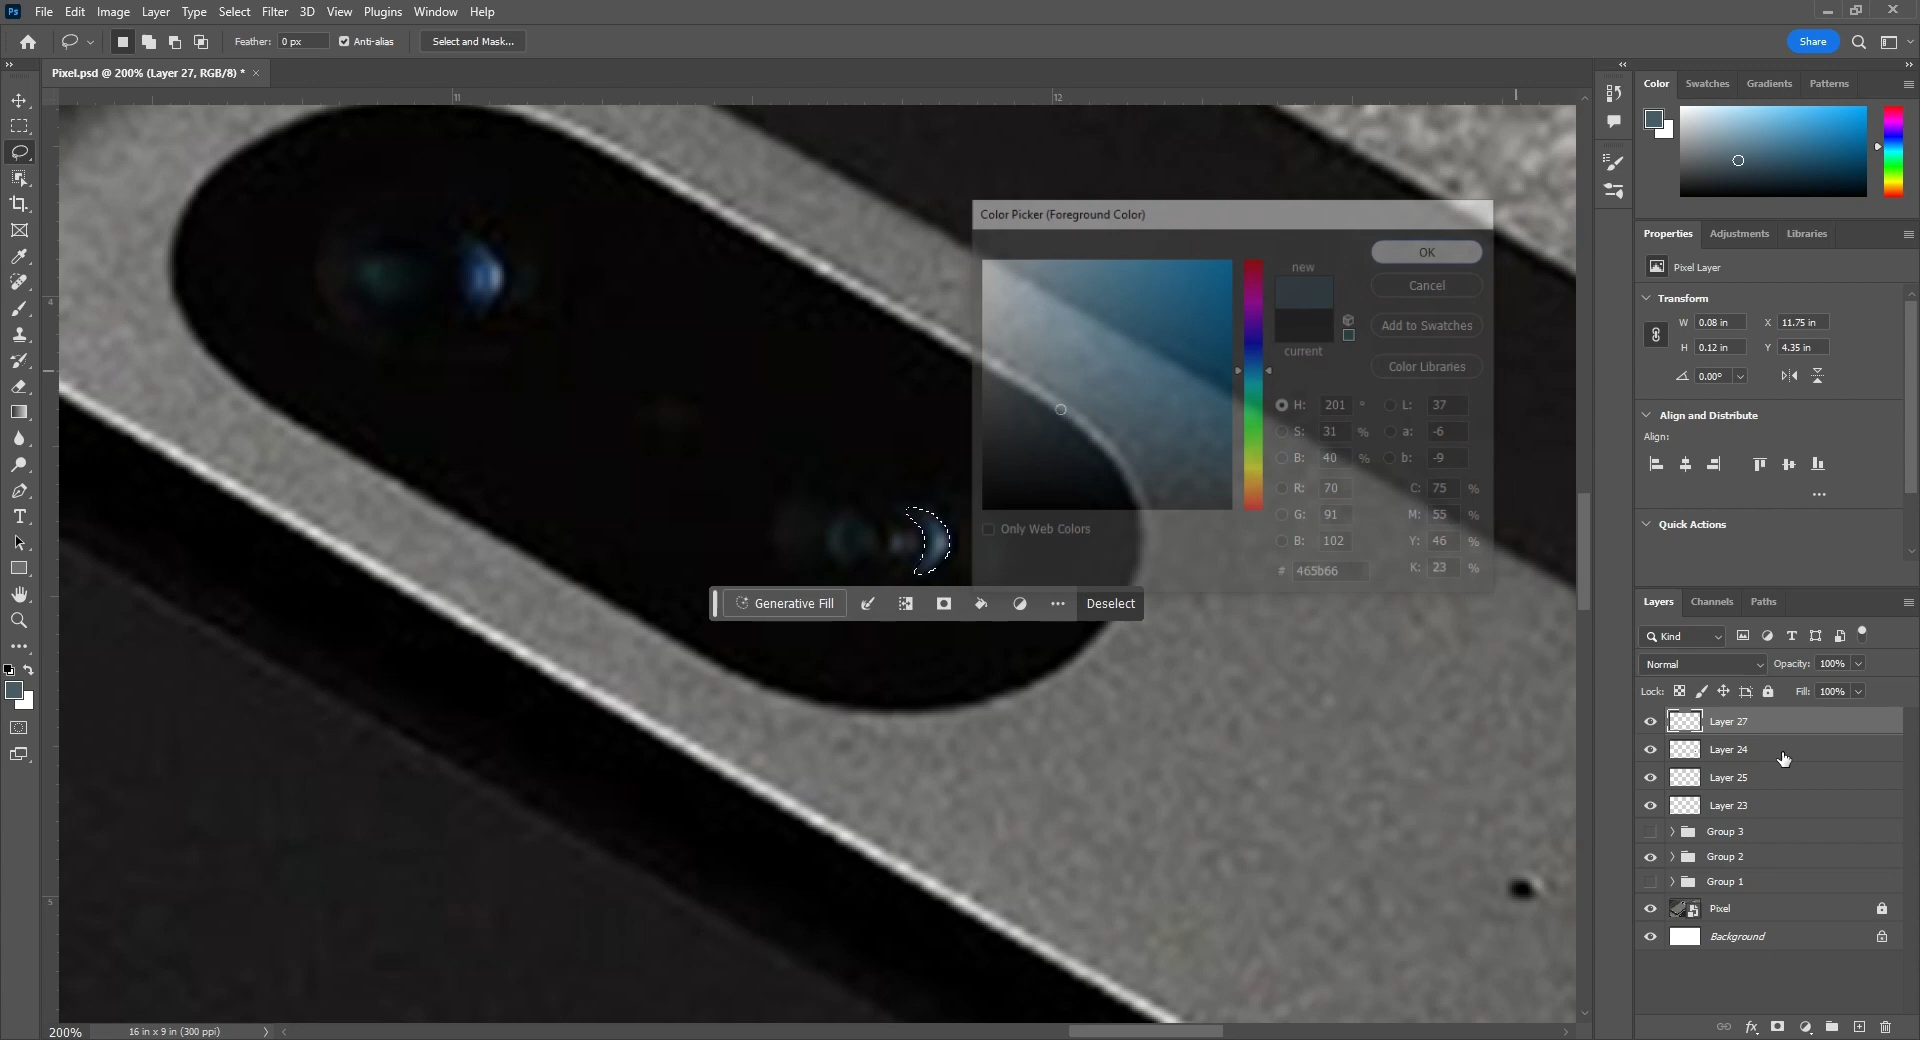 Ps File Edit Image Layer Type Select Filter 3D View Plugins Window Help
Feather: 0 px Anti-alias Select and Mask... Share
Pixel.psd @ 200% (Layer 27, RGB/8) * ×
11 12
4
5
Color Picker (Foreground Color)
new
current
OK
Cancel
Add to Swatches
Color Libraries
H: 201 ° L: 37
S: 31 % a: -6
B: 40 % b: -9
R: 70 C: 75 %
G: 91 M: 55 %
B: 102 Y: 46 %
# 465b66 K: 23 %
Only Web Colors
Generative Fill ... Deselect
Color Swatches Gradients Patterns
Properties Adjustments Libraries
Pixel Layer
Transform
W 0.08 in X 11.75 in
H 0.12 in Y 4.35 in
0.00°
Align and Distribute
Align:
...
Quick Actions
Layers Channels Paths
Kind
Normal Opacity: 100%
Lock: Fill: 100%
Layer 27
Layer 24
Layer 25
Layer 23
Group 3
Group 2
Group 1
Pixel
Background
fx
200% 16 in x 9 in (300 ppi)